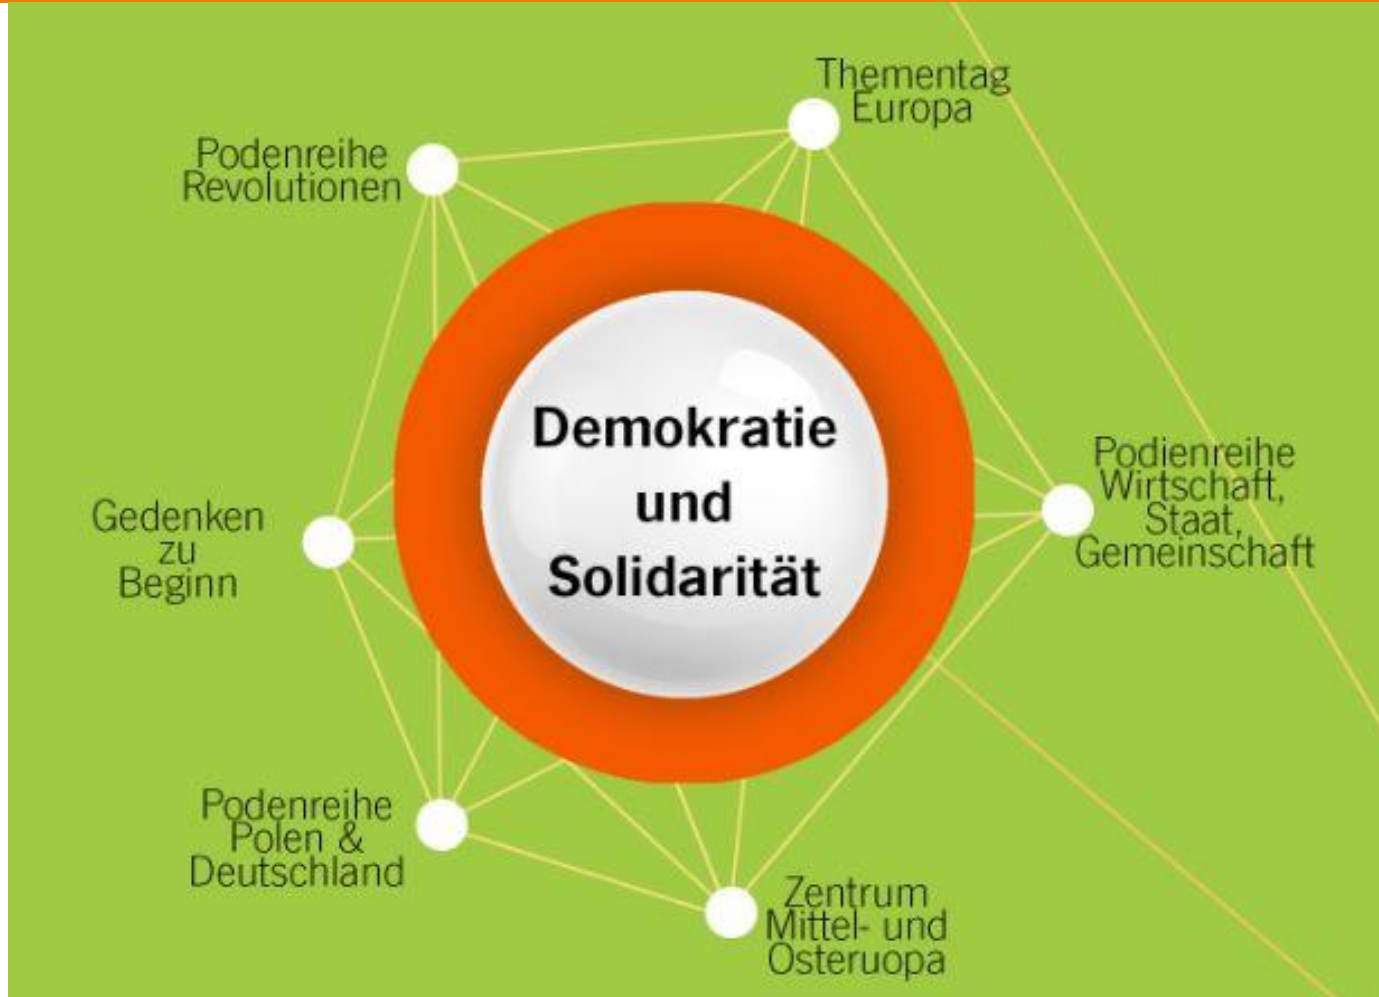 Thementag
Europa
Podenreihe
Revolutionen
Demokratie
und
Solidarität
Podienreihe
Wirtschaft,
Staat,
Gemeinschaft
Gedenken
zu
Beginn
Podenreihe
Polen &
Deutschland
Zentrum
Mittel- und
Osteruopa